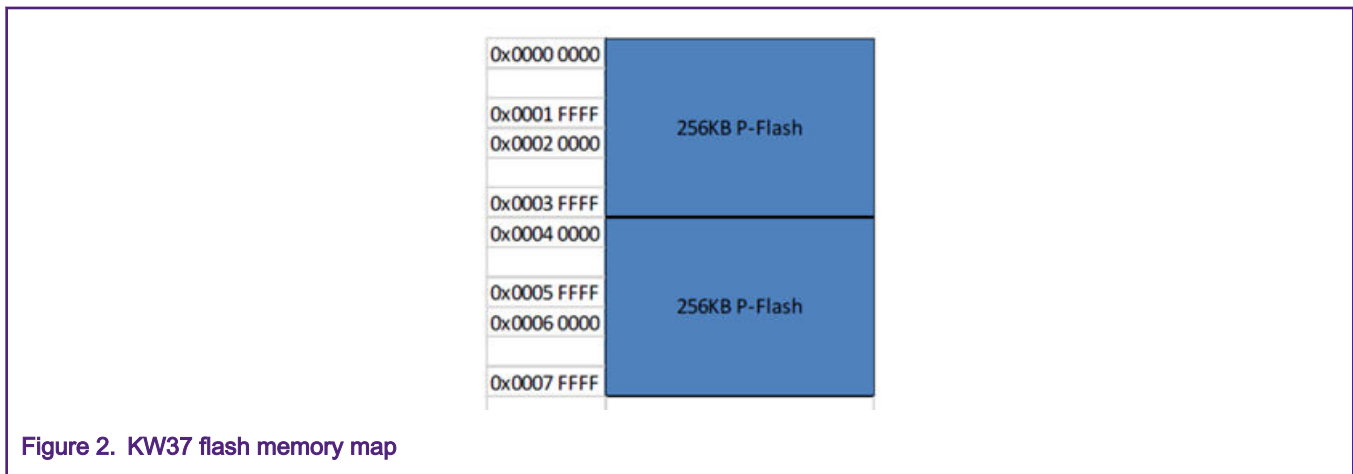 0x0000 0000
0x0001 FFFF
256KB P-Flash
0x0002 0000
0x0003 FFFF
0x0004 0000
0x0005 FFFF
256KB P-Flash
0x0006 0000
0x0007 FFFF
Figure 2. KW37 flash memory map